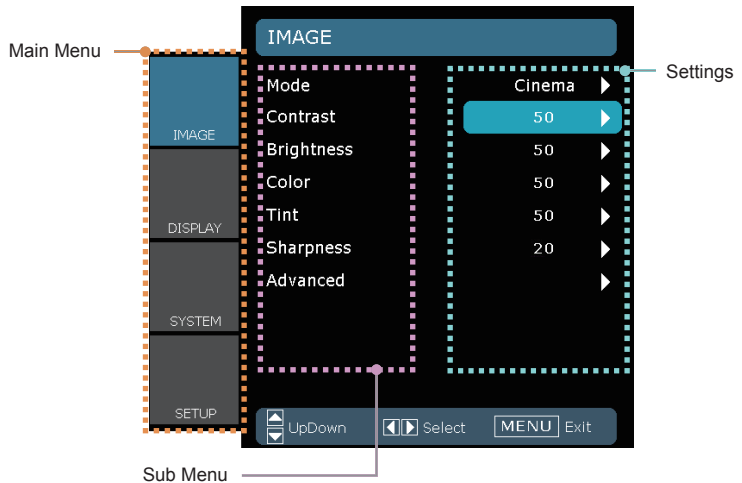 IMAGE
Main Menu
Settings
Mode Cinema
Contrast 50
IMAGE
Brightness 50
Color 50
Tint 50
DISPLAY
Sharpness 20
Advanced
SYSTEM
SETUP
UpDown Select MENU Exit
Sub Menu